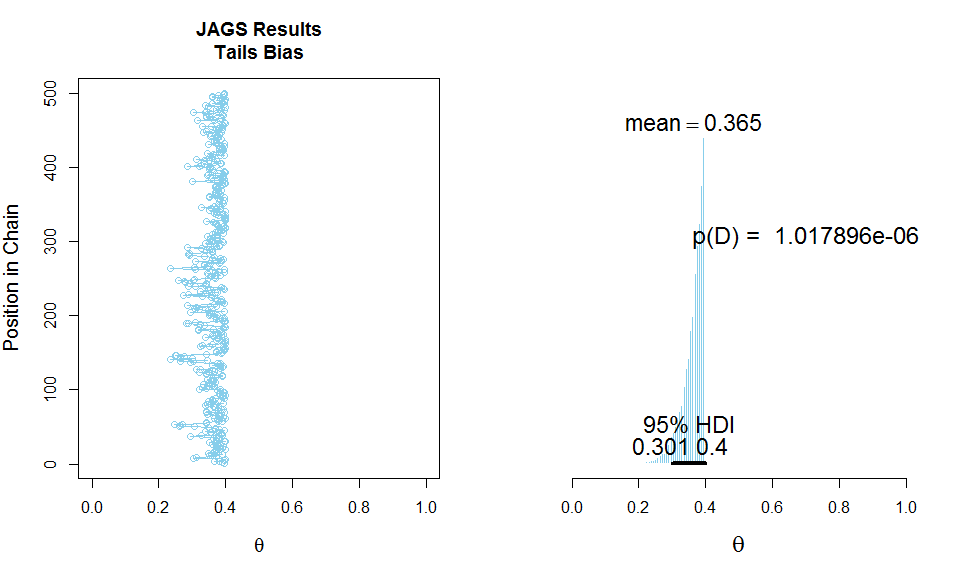 JAGS Results
Tails Bias
Position in Chain
500
400
300
200
100
0
0.0 0.2 0.4 0.6 0.8 1.0
θ
mean = 0.365
p(D) = 1.017896e-06
95% HDI
0.301 0.4
0.0 0.2 0.4 0.6 0.8 1.0
θ